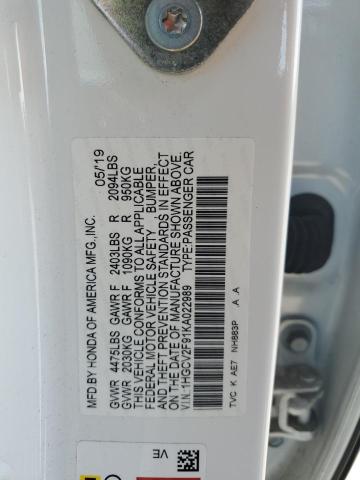 MFD BY HONDA OF AMERICA MFG.,INC. 05/'19
GVWR 4475LBS GAWR F 2403LBS R 2094LBS
GVWR 2030KG GAWR F 1090KG R 950KG
THIS VEHICLE CONFORMS TO ALL APPLICABLE
FEDERAL MOTOR VEHICLE SAFETY, BUMPER,
AND THEFT PREVENTION STANDARDS IN EFFECT
ON THE DATE OF MANUFACTURE SHOWN ABOVE.
V.I.N. 1HGCV2F91KA022989 TYPE:PASSENGER CAR
TVC K AE7 NH883P A A
VE